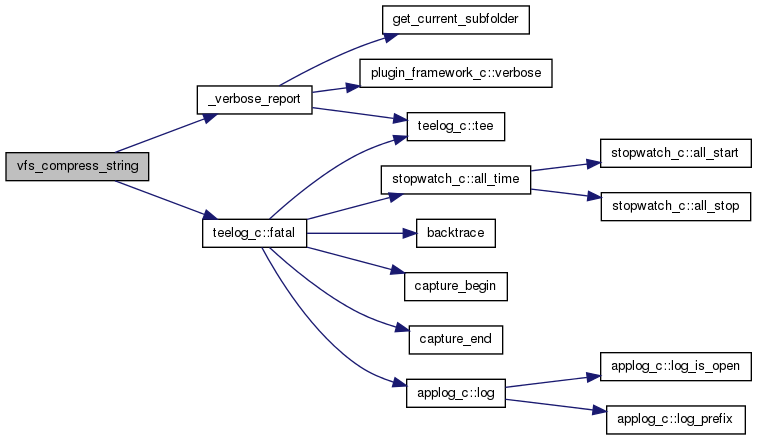 get_current_subfolder
plugin_framework_c::verbose
_verbose_report
teelog_c::tee
vfs_compress_string
stopwatch_c::all_start
stopwatch_c::all_time
stopwatch_c::all_stop
teelog_c::fatal
backtrace
capture_begin
capture_end
applog_c::log_is_open
applog_c::log
applog_c::log_prefix